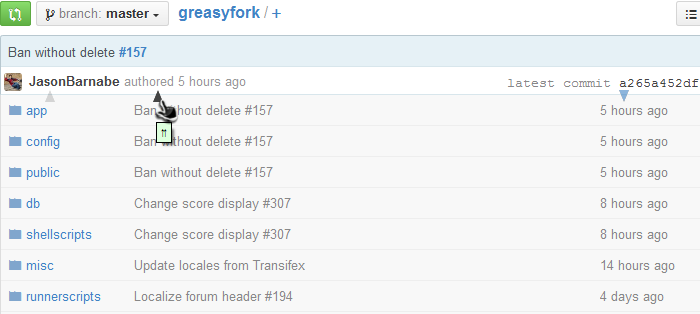 branch: master greasyfork / +
Ban without delete #157
JasonBarnabe authored 5 hours ago latest commit a265a452df
app Ban without delete #157 5 hours ago
⇈
config Ban without delete #157 5 hours ago
public Ban without delete #157 5 hours ago
db Change score display #307 8 hours ago
shellscripts Change score display #307 8 hours ago
misc Update locales from Transifex 14 hours ago
runnerscripts Localize forum header #194 4 days ago